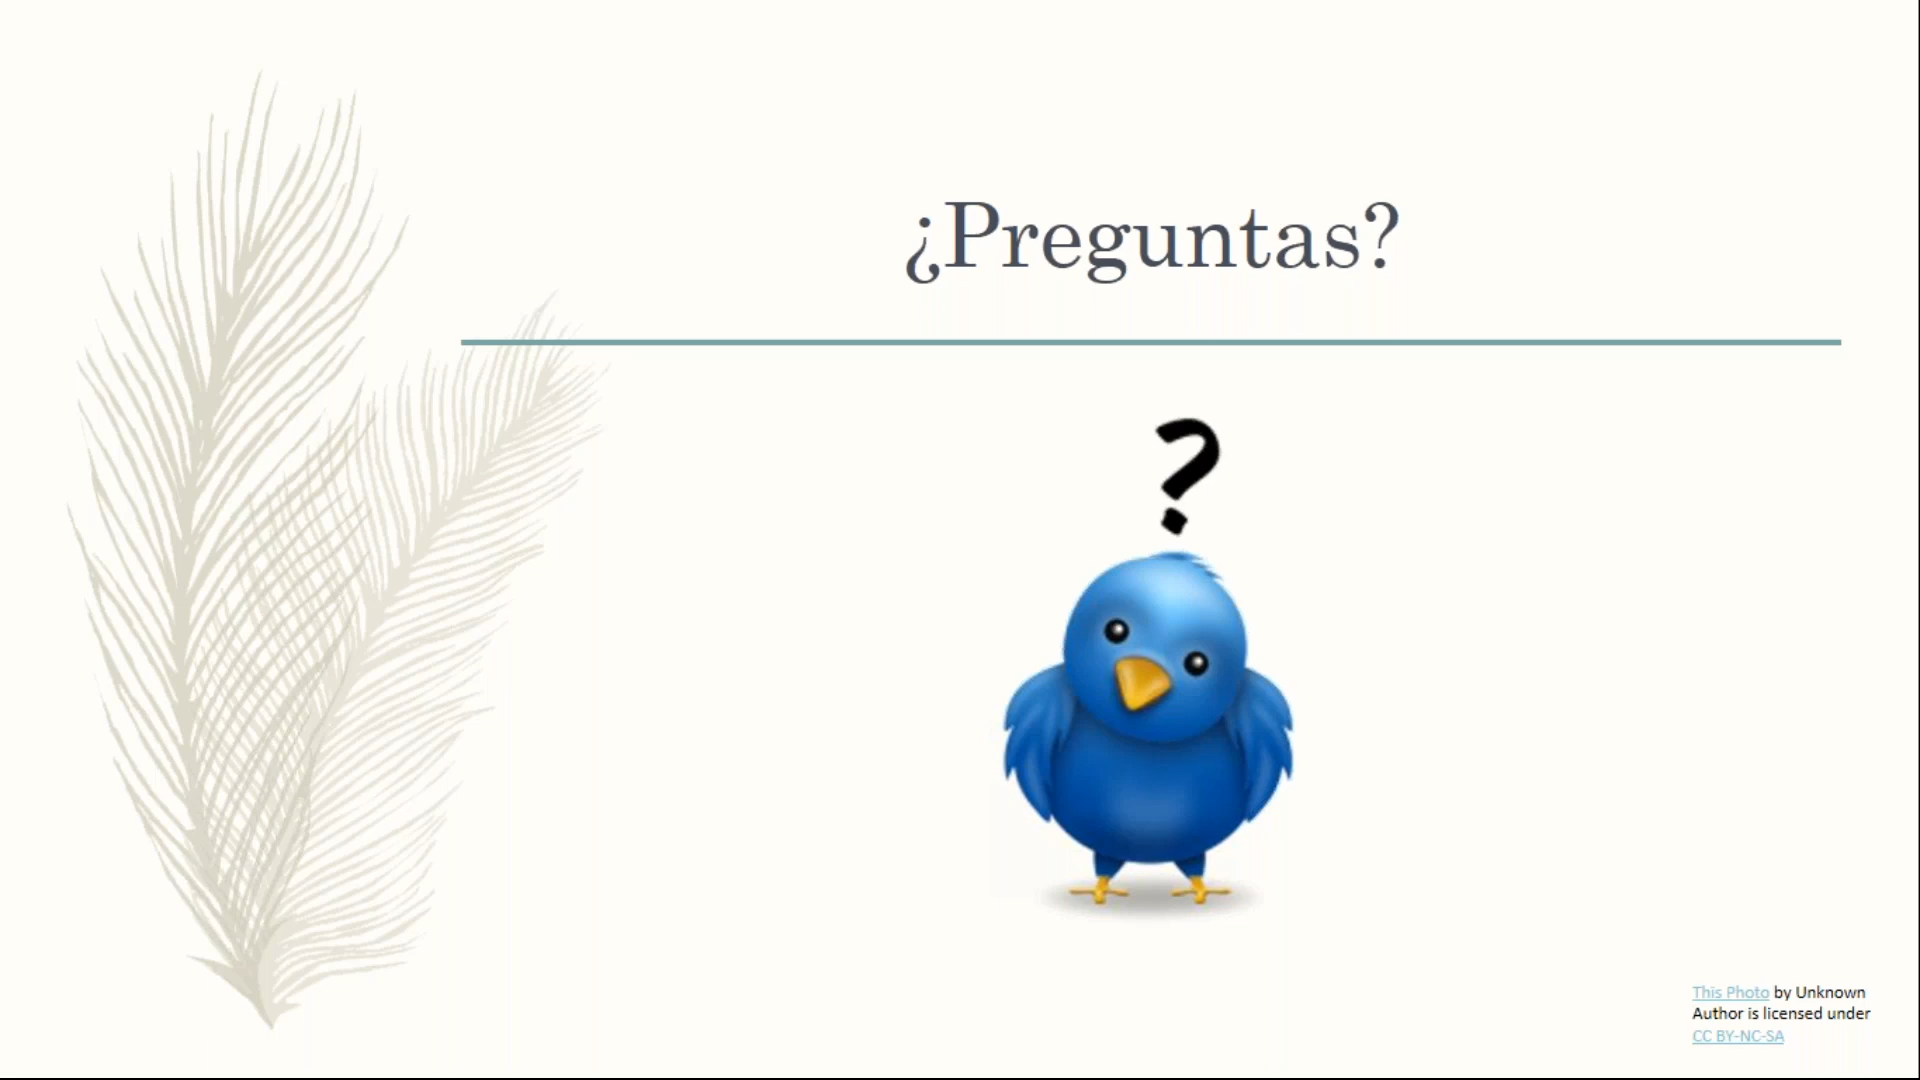 ¿Preguntas?
?
This Photo by Unknown
Author is licensed under
CC BY-NC-SA